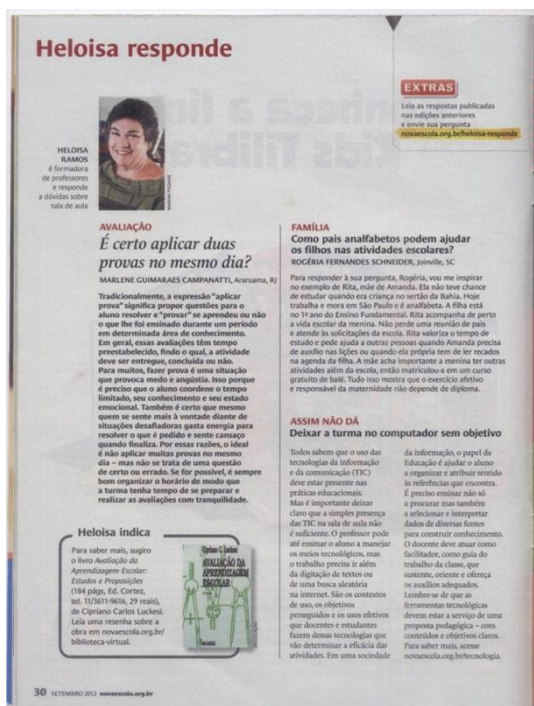 Heloisa responde
EXTRAS
Leia as respostas publicadas
nas edições anteriores
e envie sua pergunta
novaescola.org.br/heloisa-responde
HELOISA
RAMOS
é formadora
de professores
e responde
a dúvidas sobre
sala de aula
AVALIAÇÃO
É certo aplicar duas
provas no mesmo dia?
MARLENE GUIMARAES CAMPANATTI, Araruama, RJ
Tradicionalmente, a expressão "aplicar
prova" significa propor questões para o
aluno resolver e "provar" se aprendeu ou não
o que lhe foi ensinado durante um período
em determinada área de conhecimento.
Em geral, essas avaliações têm tempo
preestabelecido, findo o qual, a atividade
deve ser entregue, concluída ou não.
Para muitos, fazer prova é uma situação
que provoca medo e angústia. Isso porque
é preciso que o aluno coordene o tempo
limitado, seu conhecimento e seu estado
emocional. Também é certo que mesmo
quem se sente mais à vontade diante de
situações desafiadoras gasta energia para
resolver o que é pedido e sente cansaço
quando finaliza. Por essas razões, o ideal
é não aplicar muitas provas no mesmo
dia – mas não se trata de uma questão
de certo ou errado. Se for possível, é sempre
bom organizar o horário de modo que
a turma tenha tempo de se preparar e
realizar as avaliações com tranquilidade.
Heloisa indica
Para saber mais, sugiro
o livro Avaliação da
Aprendizagem Escolar:
Estudos e Proposições
(184 págs, Ed. Cortez,
tel. 11/3611-9616, 29 reais),
de Cipriano Carlos Luckesi.
Leia uma resenha sobre a
obra em novaescola.org.br/
biblioteca-virtual.
Cipriano C. Luckesi
AVALIAÇÃO DA
APRENDIZAGEM
ESCOLAR
FAMÍLIA
Como pais analfabetos podem ajudar
os filhos nas atividades escolares?
ROGÉRIA FERNANDES SCHNEIDER, Joinville, SC
Para responder à sua pergunta, Rogéria, vou me inspirar
no exemplo de Rita, mãe de Amanda. Ela não teve chance
de estudar quando era criança no sertão da Bahia. Hoje
trabalha e mora em São Paulo e é analfabeta. A filha está
no 1º ano do Ensino Fundamental. Rita acompanha de perto
a vida escolar da menina. Não perde uma reunião de pais
e atende às solicitações da escola. Rita valoriza o tempo de
estudo e pede ajuda a outras pessoas quando Amanda precisa
de auxílio nas lições ou quando ela própria tem de ler recados
na agenda da filha. A mãe acha importante a menina ter outras
atividades além da escola, então matriculou-a em um curso
gratuito de balé. Tudo isso mostra que o exercício afetivo
e responsável da maternidade não depende de diploma.
ASSIM NÃO DÁ
Deixar a turma no computador sem objetivo
Todos sabem que o uso das
tecnologias da informação
e da comunicação (TIC)
deve estar presente nas
práticas educacionais.
Mas é importante deixar
claro que a simples presença
das TIC na sala de aula não
é suficiente. O professor pode
até ensinar o aluno a manejar
os meios tecnológicos, mas
o trabalho precisa ir além
da digitação de textos ou
de uma busca aleatória
na internet. São os contextos
de uso, os objetivos
perseguidos e os usos efetivos
que docentes e estudantes
fazem dessas tecnologias que
vão determinar a eficácia das
atividades. Em uma sociedade
da informação, o papel da
Educação é ajudar o aluno
a organizar e atribuir sentido
às referências que encontra.
É preciso ensinar não só
a procurar mas também
a selecionar e interpretar
dados de diversas fontes
para construir conhecimento.
O docente deve atuar como
facilitador, como guia do
trabalho da classe, que
sustente, oriente e ofereça
os auxílios adequados.
Lembre-se de que as
ferramentas tecnológicas
devem estar a serviço de uma
proposta pedagógica – com
conteúdos e objetivos claros.
Para saber mais, acesse
novaescola.org.br/tecnologia.
30 SETEMBRO 2012 novaescola.org.br